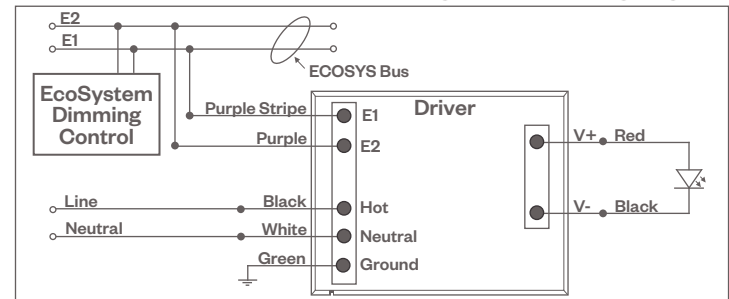 E2
E1
ECOSYS Bus
EcoSystem
Dimming
Control
Driver
Purple Stripe
E1
Purple
E2
V+
Red
Line
Black
Hot
V-
Black
Neutral
White
Neutral
Green
Ground